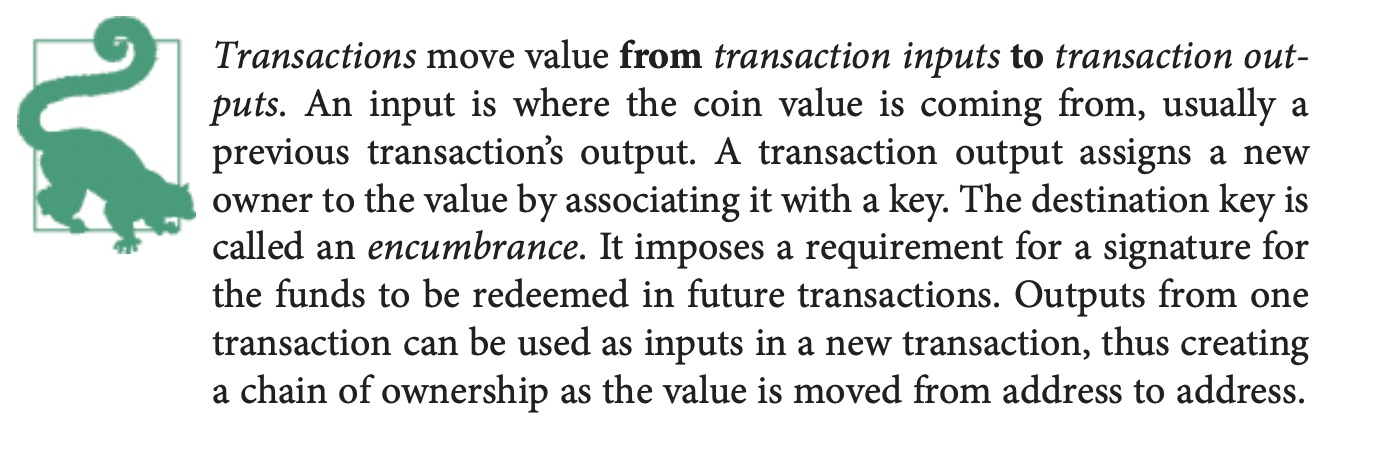 Transactions move value from transaction inputs to transaction out-
puts. An input is where the coin value is coming from, usually a
previous transaction’s output. A transaction output assigns a new
owner to the value by associating it with a key. The destination key is
called an encumbrance. It imposes a requirement for a signature for
the funds to be redeemed in future transactions. Outputs from one
transaction can be used as inputs in a new transaction, thus creating
a chain of ownership as the value is moved from address to address.